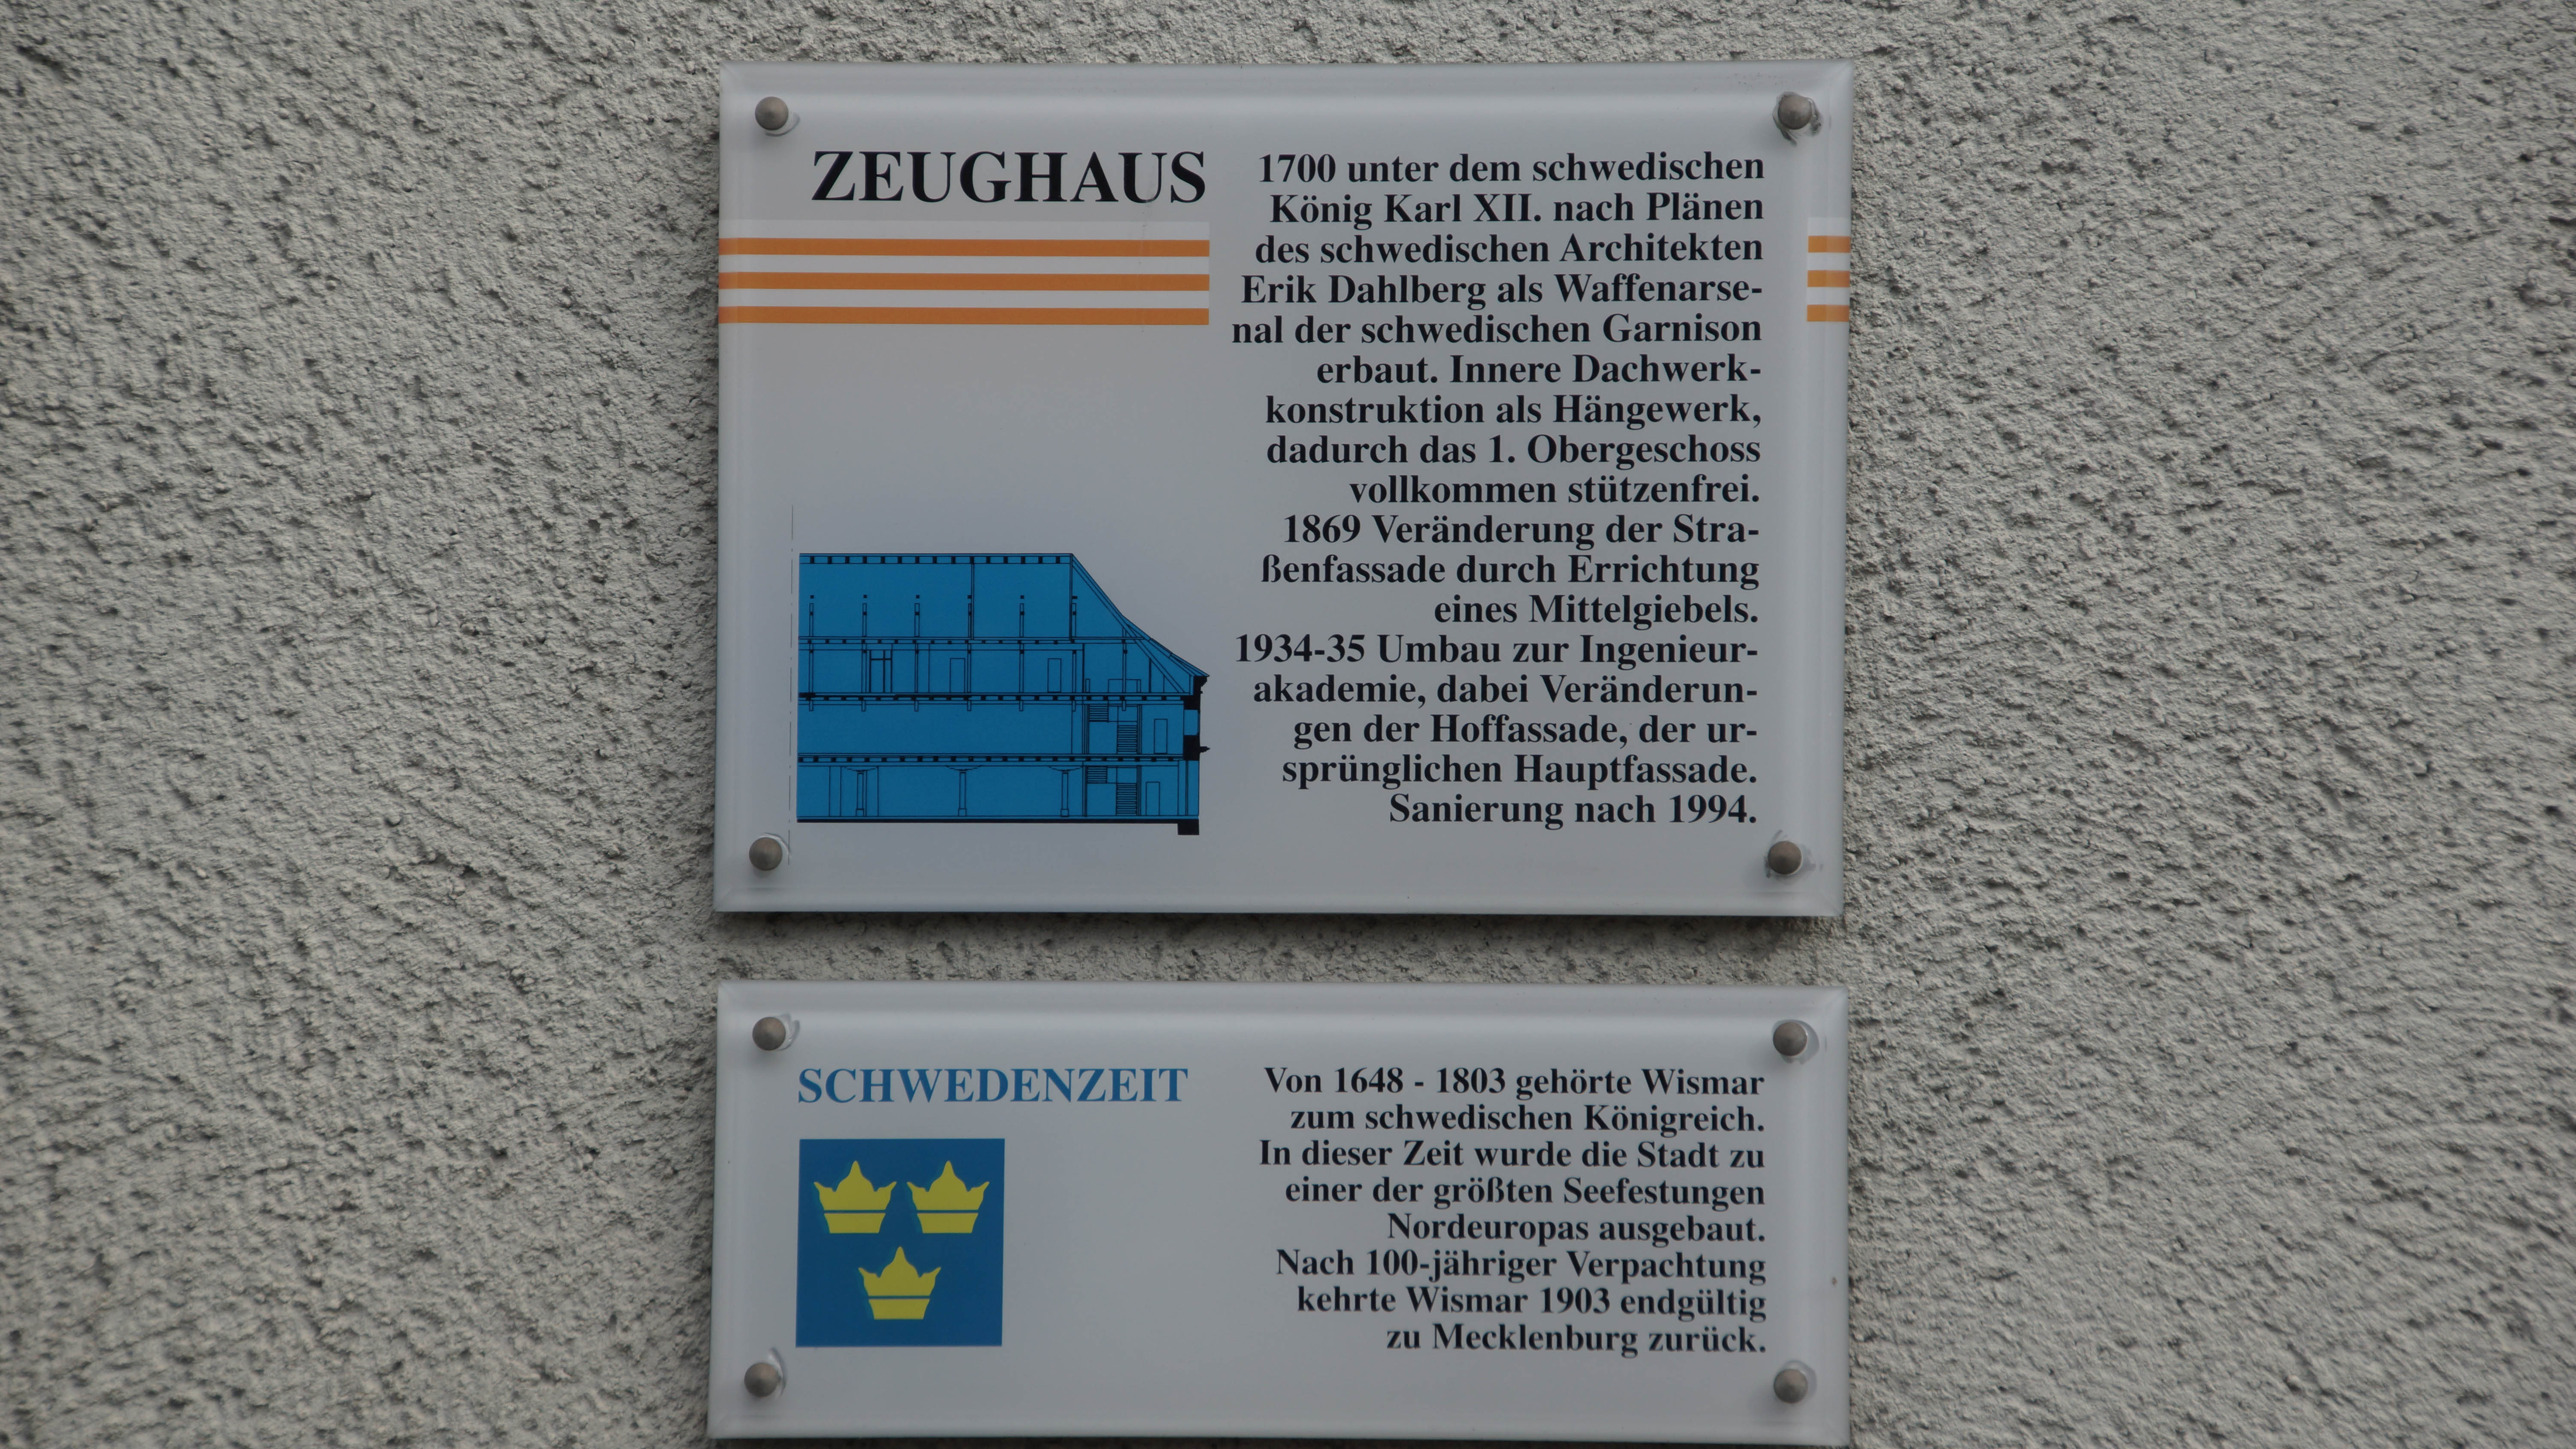 ZEUGHAUS
1700 unter dem schwedischen
König Karl XII. nach Plänen
des schwedischen Architekten
Erik Dahlberg als Waffenarse-
nal der schwedischen Garnison
erbaut. Innere Dachwerk-
konstruktion als Hängewerk,
dadurch das 1. Obergeschoss
vollkommen stützenfrei.
1869 Veränderung der Stra-
ßenfassade durch Errichtung
eines Mittelgiebels.
1934-35 Umbau zur Ingenieur-
akademie, dabei Veränderun-
gen der Hoffassade, der ur-
sprünglichen Hauptfassade.
Sanierung nach 1994.
SCHWEDENZEIT
Von 1648 - 1803 gehörte Wismar
zum schwedischen Königreich.
In dieser Zeit wurde die Stadt zu
einer der größten Seefestungen
Nordeuropas ausgebaut.
Nach 100-jähriger Verpachtung
kehrte Wismar 1903 endgültig
zu Mecklenburg zurück.